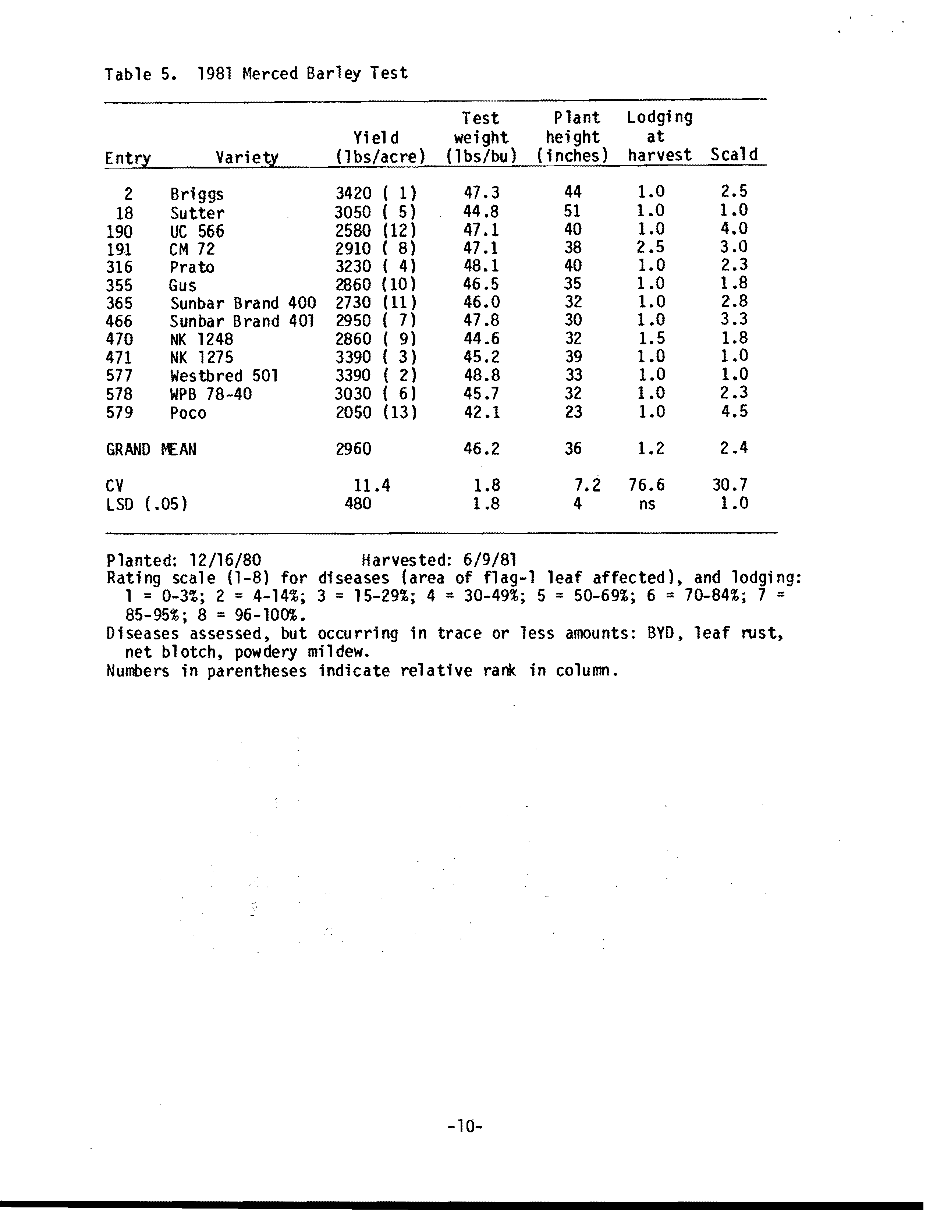 Table 5. 1981 Merced Barley Test
Test Plant Lodging
Yield weight height at
Entry Variety (lbs/acre) (lbs/bu) (inches) harvest Scald
2 Briggs 3420 ( 1) 47.3 44 1.0 2.5
18 Sutter 3050 ( 5) 44.8 51 1.0 1.0
190 UC 566 2580 (12) 47.1 40 1.0 4.0
191 CM 72 2910 ( 8) 47.1 38 2.5 3.0
316 Prato 3230 ( 4) 48.1 40 1.0 2.3
355 Gus 2860 (10) 46.5 35 1.0 1.8
365 Sunbar Brand 400 2730 (11) 46.0 32 1.0 2.8
466 Sunbar Brand 401 2950 ( 7) 47.8 30 1.0 3.3
470 NK 1248 2860 ( 9) 44.6 32 1.5 1.8
471 NK 1275 3390 ( 3) 45.2 39 1.0 1.0
577 Westbred 501 3390 ( 2) 48.8 33 1.0 1.0
578 WPB 78-40 3030 ( 6) 45.7 32 1.0 2.3
579 Poco 2050 (13) 42.1 23 1.0 4.5
GRAND MEAN 2960 46.2 36 1.2 2.4
CV 11.4 1.8 7.2 76.6 30.7
LSD (.05) 480 1.8 4 ns 1.0
Planted: 12/16/80 Harvested: 6/9/81
Rating scale (1-8) for diseases (area of flag-1 leaf affected), and lodging:
1 = 0-3%; 2 = 4-14%; 3 = 15-29%; 4 = 30-49%; 5 = 50-69%; 6 = 70-84%; 7 =
85-95%; 8 = 96-100%.
Diseases assessed, but occurring in trace or less amounts: BYD, leaf rust,
net blotch, powdery mildew.
Numbers in parentheses indicate relative rank in column.
-10-